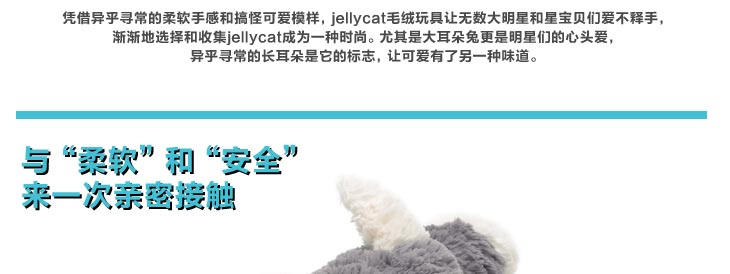 凭借异乎寻常的柔软手感和搞怪可爱模样，jellycat毛绒玩具让无数大明星和星宝贝们爱不释手，
渐渐地选择和收集jellycat成为一种时尚。尤其是大耳朵兔更是明星们的心头爱，
异乎寻常的长耳朵是它的标志，让可爱有了另一种味道。
与“柔软”和“安全”
来一次亲密接触